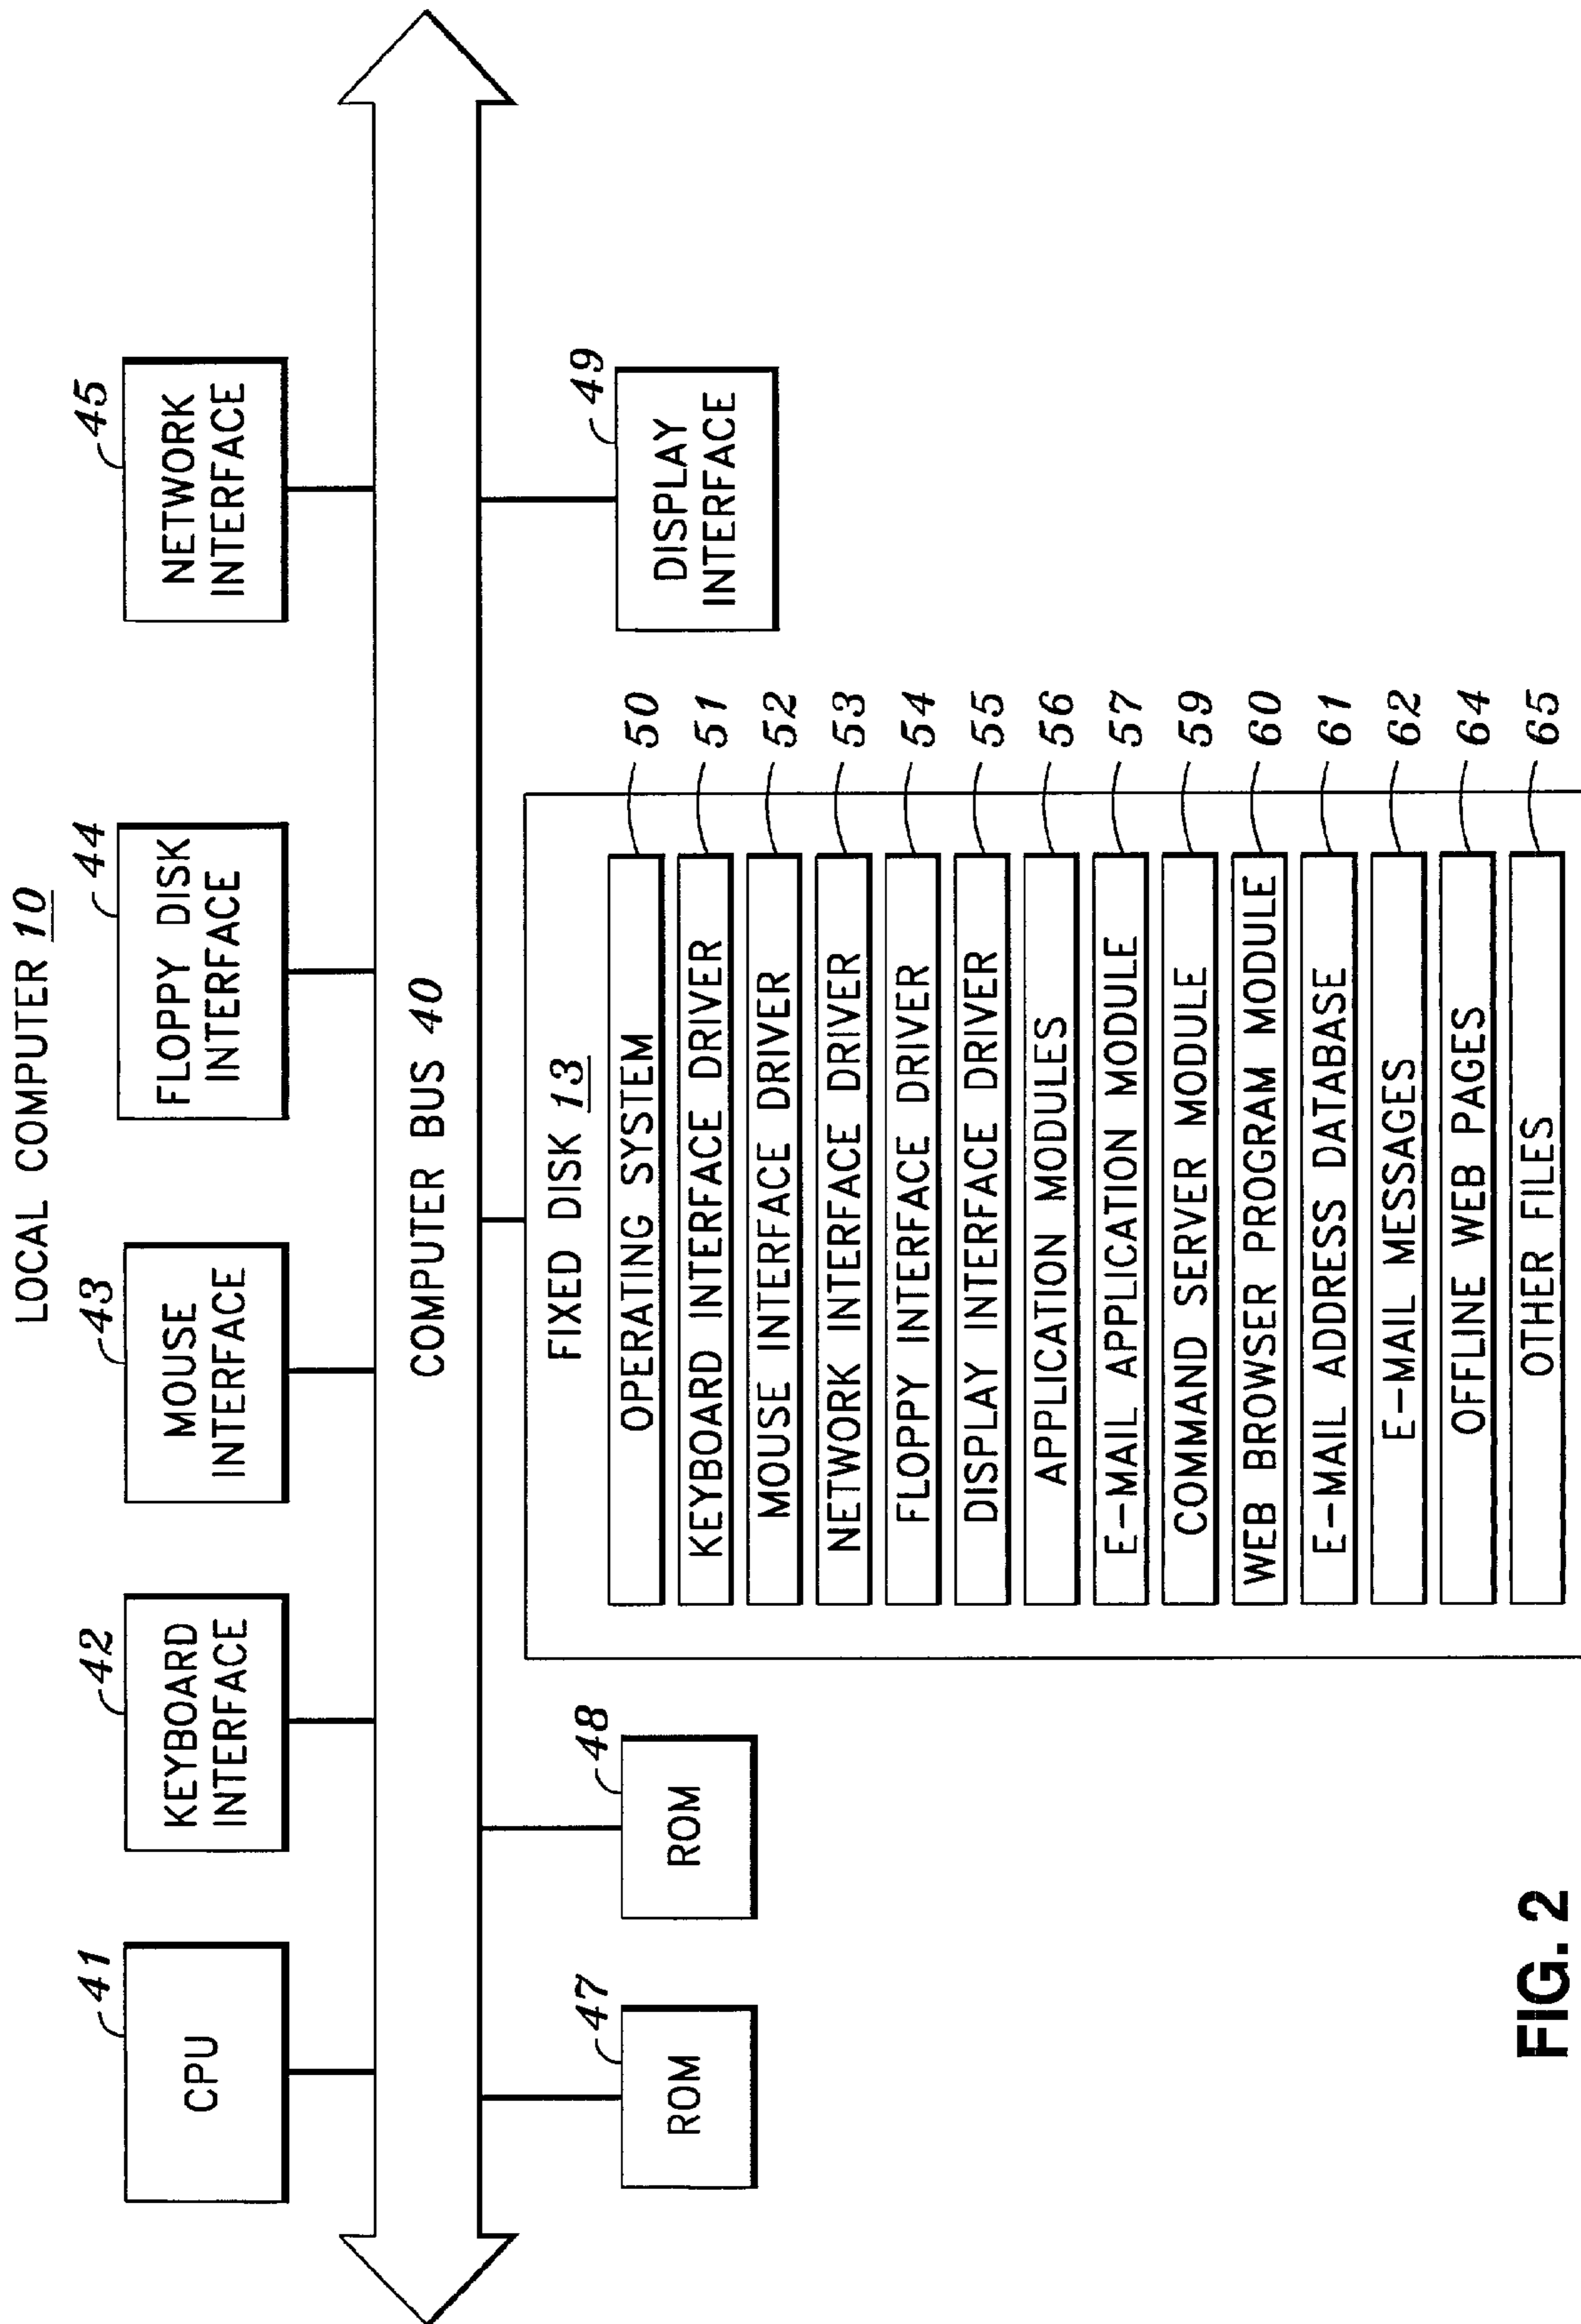 LOCAL COMPUTER 10
41
CPU
42
KEYBOARD
INTERFACE
43
MOUSE
INTERFACE
44
FLOPPY DISK
INTERFACE
45
NETWORK
INTERFACE
COMPUTER BUS 40
47
ROM
48
ROM
FIXED DISK 13
OPERATING SYSTEM 50
KEYBOARD INTERFACE DRIVER 51
MOUSE INTERFACE DRIVER 52
NETWORK INTERFACE DRIVER 53
FLOPPY INTERFACE DRIVER 54
DISPLAY INTERFACE DRIVER 55
APPLICATION MODULES 56
E-MAIL APPLICATION MODULE 57
COMMAND SERVER MODULE 59
WEB BROWSER PROGRAM MODULE 60
E-MAIL ADDRESS DATABASE 61
E-MAIL MESSAGES 62
OFFLINE WEB PAGES 64
OTHER FILES 65
49
DISPLAY
INTERFACE
FIG. 2